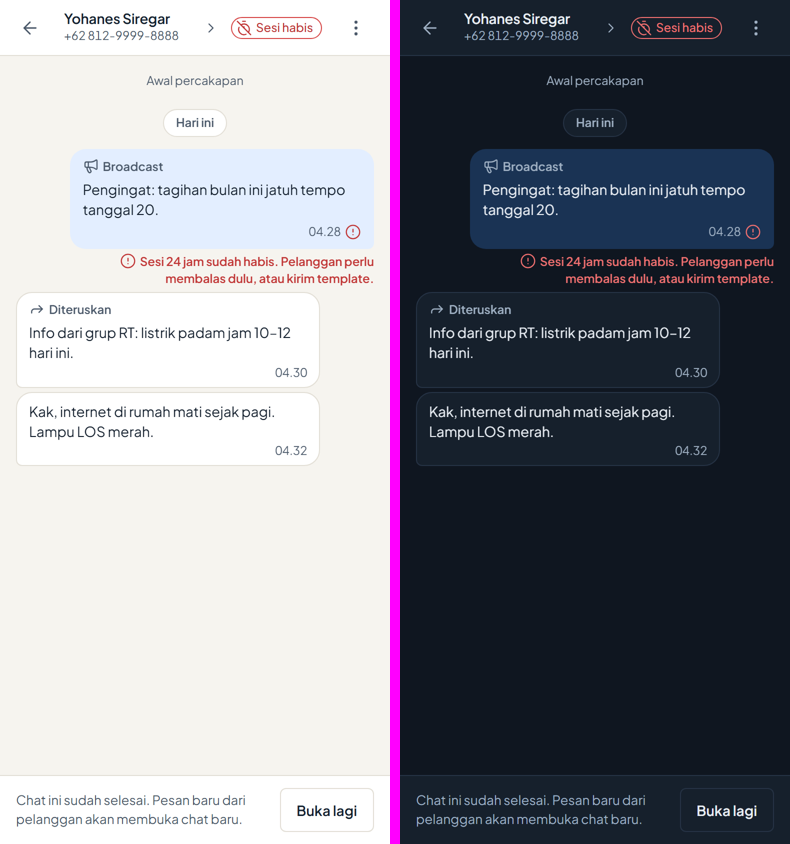 Yohanes Siregar
+62 812-9999-8888
Sesi habis
Awal percakapan
Hari ini
Broadcast
Pengingat: tagihan bulan ini jatuh tempo
tanggal 20.
04.28
Sesi 24 jam sudah habis. Pelanggan perlu
membalas dulu, atau kirim template.
Diteruskan
Info dari grup RT: listrik padam jam 10–12
hari ini.
04.30
Kak, internet di rumah mati sejak pagi.
Lampu LOS merah.
04.32
Chat ini sudah selesai. Pesan baru dari
pelanggan akan membuka chat baru.
Buka lagi
Yohanes Siregar
+62 812-9999-8888
Sesi habis
Awal percakapan
Hari ini
Broadcast
Pengingat: tagihan bulan ini jatuh tempo
tanggal 20.
04.28
Sesi 24 jam sudah habis. Pelanggan perlu
membalas dulu, atau kirim template.
Diteruskan
Info dari grup RT: listrik padam jam 10–12
hari ini.
04.30
Kak, internet di rumah mati sejak pagi.
Lampu LOS merah.
04.32
Chat ini sudah selesai. Pesan baru dari
pelanggan akan membuka chat baru.
Buka lagi